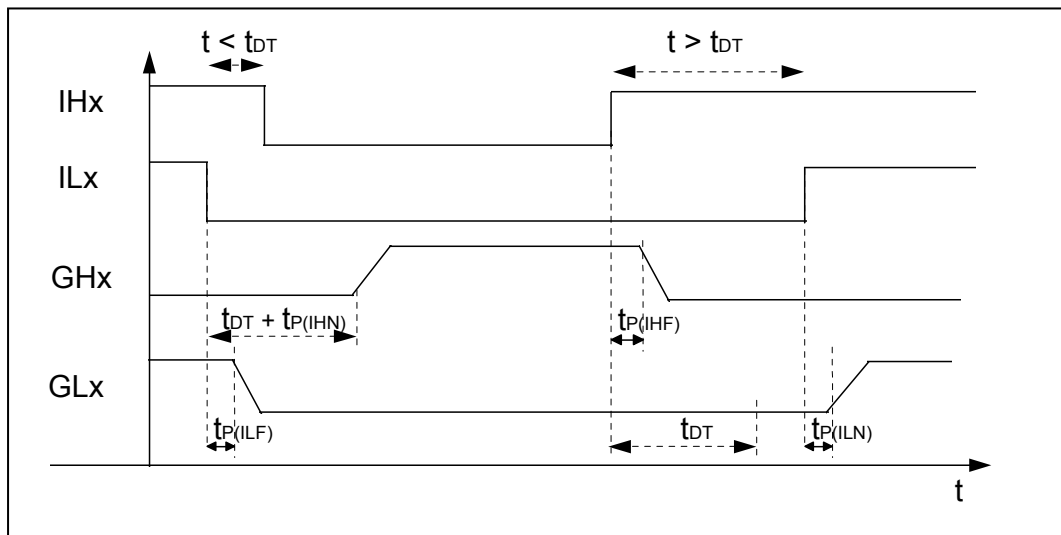 t < tDT
t > tDT
IHx
ILx
GHx
tDT + tP(IHN)
tP(IHF)
GLx
tP(ILF)
tDT
tP(ILN)
t